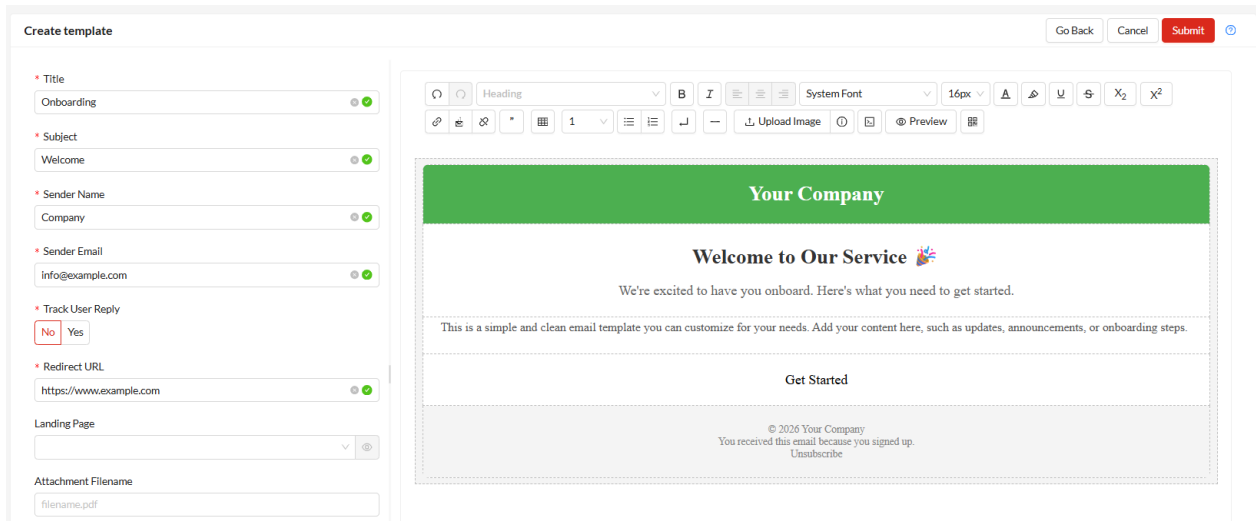 Create template
Go Back
Cancel
Submit
* Title
Onboarding
* Subject
Welcome
* Sender Name
Company
* Sender Email
info@example.com
* Track User Reply
No
Yes
* Redirect URL
https://www.example.com
Landing Page
Attachment Filename
filename.pdf
Heading
B
I
System Font
16px
A
U
S
X₂
X²
"
1
Upload Image
Preview
Your Company
Welcome to Our Service 🎉
We're excited to have you onboard. Here's what you need to get started.
This is a simple and clean email template you can customize for your needs. Add your content here, such as updates, announcements, or onboarding steps.
Get Started
© 2026 Your Company
You received this email because you signed up.
Unsubscribe